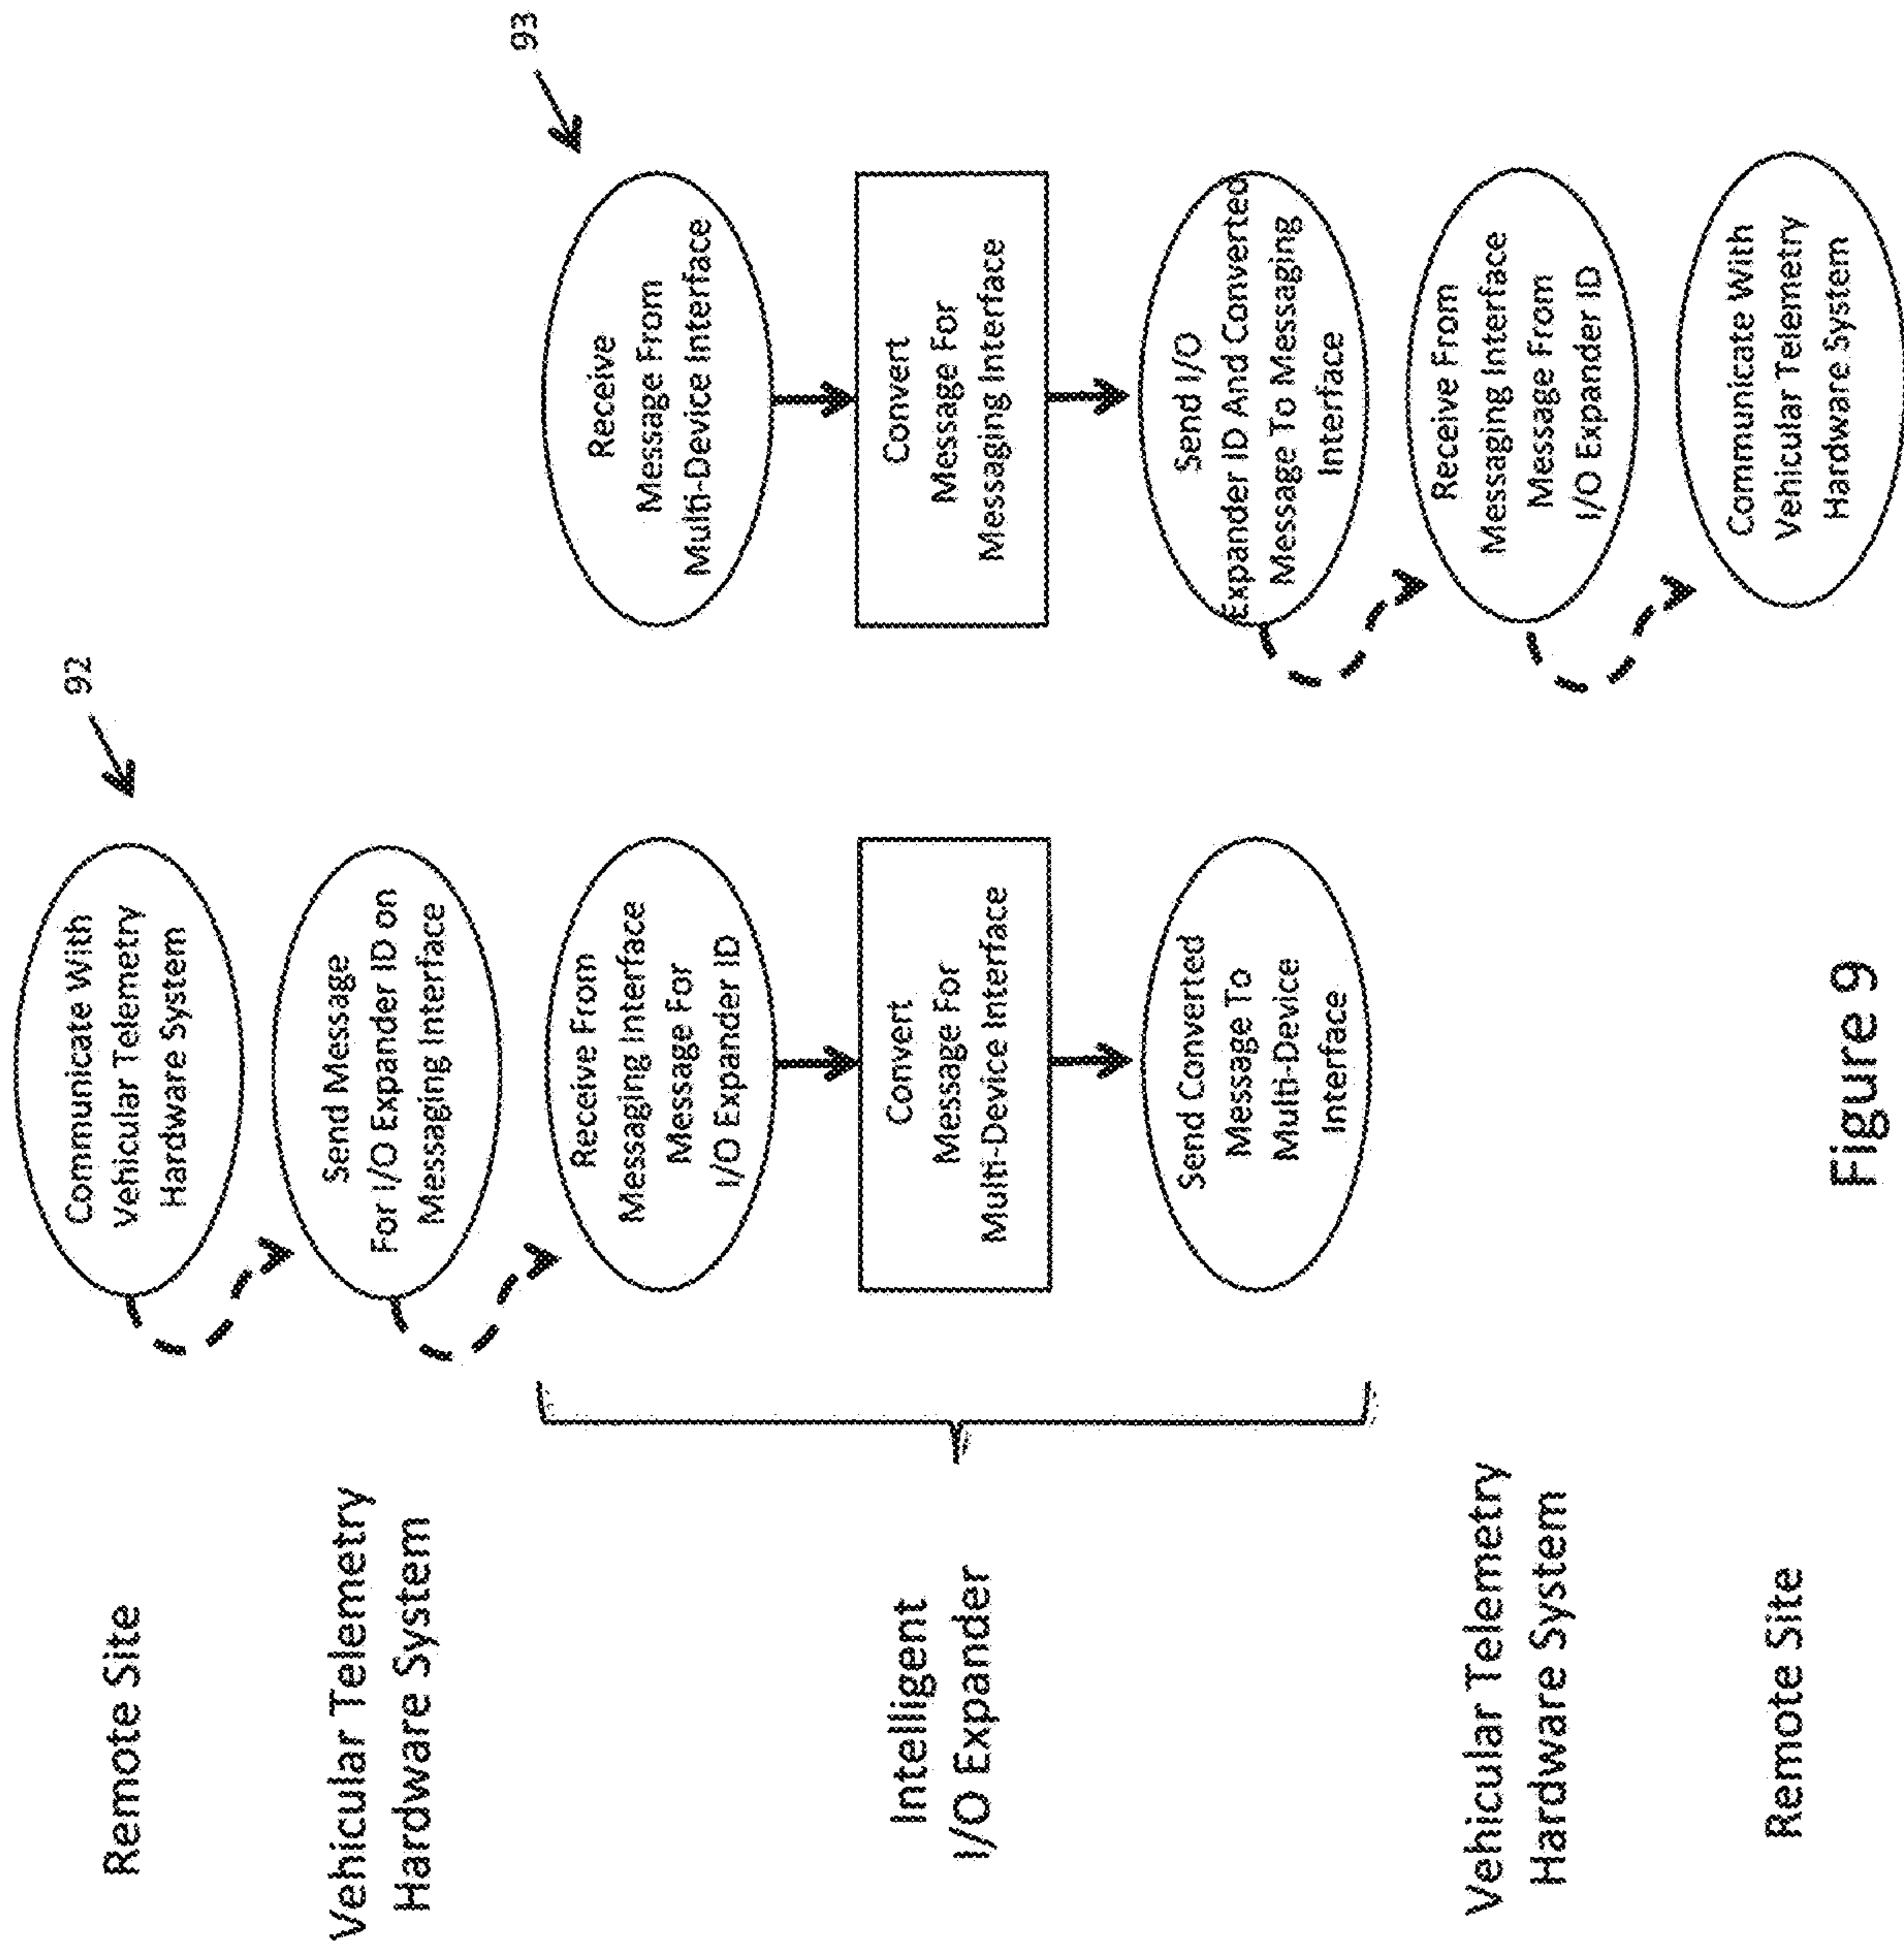 Remote Site
Vehicular Telemetry
Hardware System
Intelligent
I/O Expander
Vehicular Telemetry
Hardware System
Remote Site
92
Communicate With
Vehicular Telemetry
Hardware System
Send Message
For I/O Expander ID on
Messaging Interface
Receive From
Messaging Interface
Message For
I/O Expander ID
Convert
Message For
Multi-Device Interface
Send Converted
Message To
Multi-Device
Interface
93
Receive
Message From
Multi-Device Interface
Convert
Message For
Messaging Interface
Send I/O
Expander ID And Converted
Message To Messaging
Interface
Receive From
Messaging Interface
Message From
I/O Expander ID
Communicate With
Vehicular Telemetry
Hardware System
Figure 9